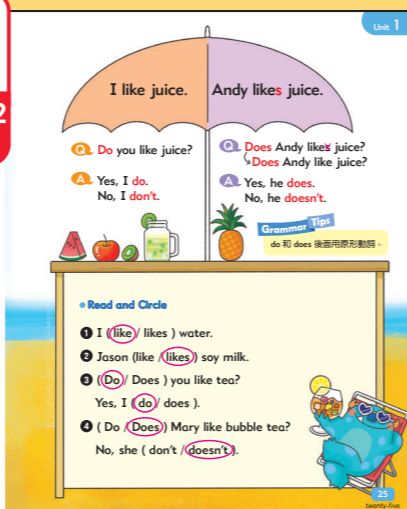 Unit 1
2
I like juice.
Andy likes juice.
Q Do you like juice?
A Yes, I do.
No, I don't.
Q Does Andy likes juice?
Does Andy like juice?
A Yes, he does.
No, he doesn't.
Grammar Tips
do 和 does 後面用原形動詞。
Read and Circle
1 I ( like / likes ) water.
2 Jason (like / likes ) soy milk.
3 ( Do / Does ) you like tea?
Yes, I ( do / does ).
4 ( Do / Does ) Mary like bubble tea?
No, she ( don't / doesn't ).
25
twenty-five